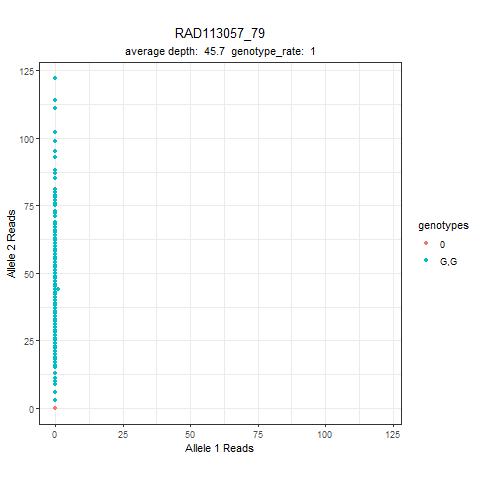 RAD113057_79
average depth:  45.7  genotype_rate:  1
125
100
75
50
25
0
Allele 2 Reads
0 25 50 75 100 125
Allele 1 Reads
genotypes
0
G,G